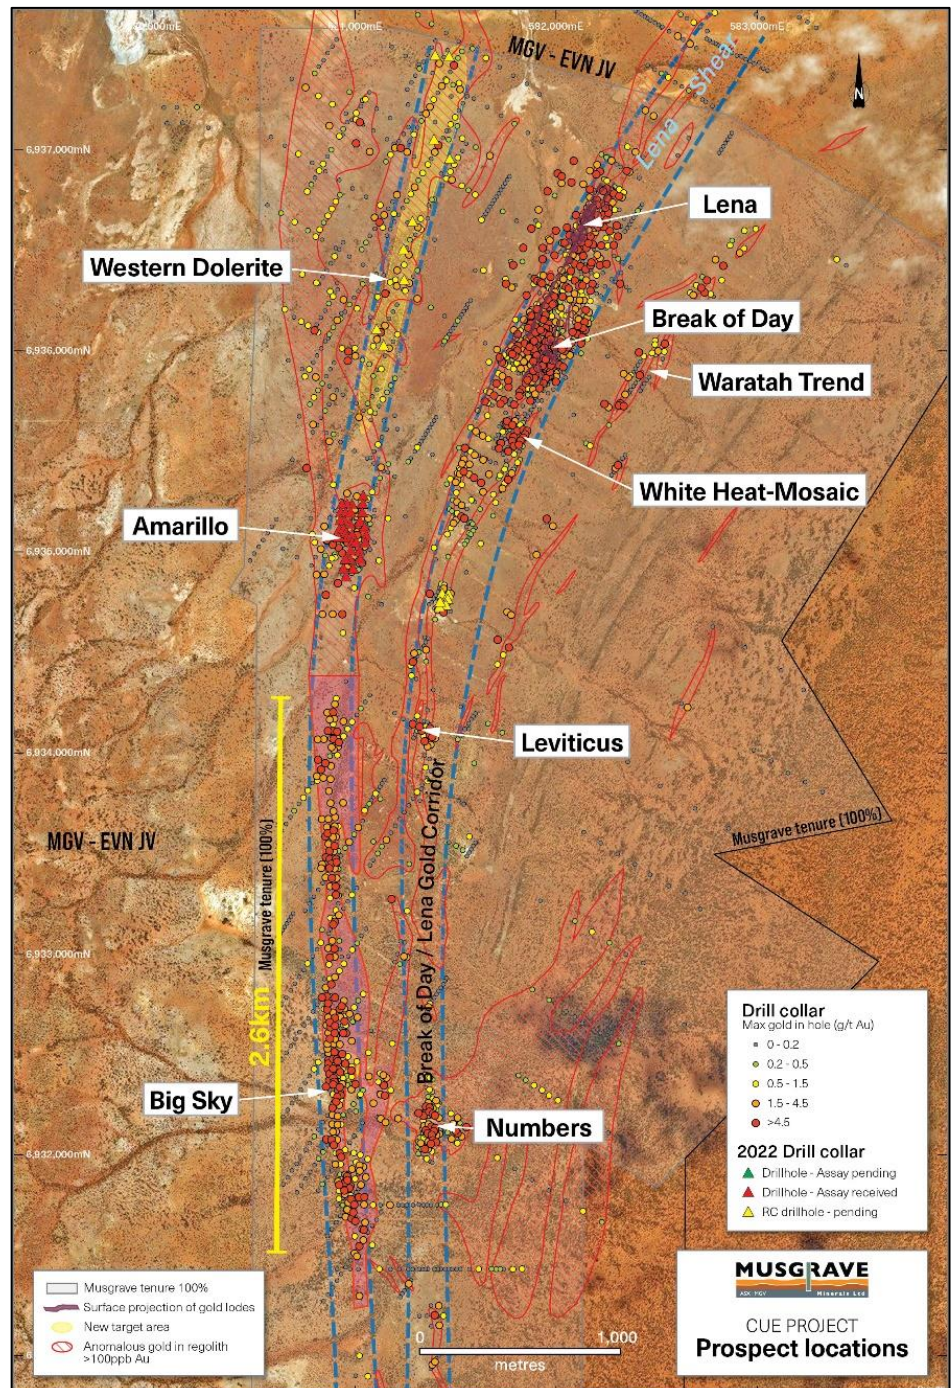 581,000mE
582,000mE
583,000mE
MGV - EVN JV
N
Lena Shear
6,937,000mN
Lena
Western Dolerite
Break of Day
6,936,000mN
Waratah Trend
White Heat-Mosaic
Amarillo
6,935,000mN
Leviticus
6,934,000mN
MGV - EVN JV
Musgrave tenure (100%)
Musgrave tenure (100%)
2.6km
Break of Day / Lena Gold Corridor
6,933,000mN
Big Sky
Numbers
6,932,000mN
Drill collar
Max gold in hole (g/t Au)
0 - 0.2
0.2 - 0.5
0.5 - 1.5
1.5 - 4.5
>4.5
2022 Drill collar
Drillhole - Assay pending
Drillhole - Assay received
RC drillhole - pending
Musgrave tenure 100%
Surface projection of gold lodes
New target area
Anomalous gold in regolith
>100ppb Au
0 1,000
metres
MUSGRAVE
ASX: MGV Minerals Ltd
CUE PROJECT
Prospect locations